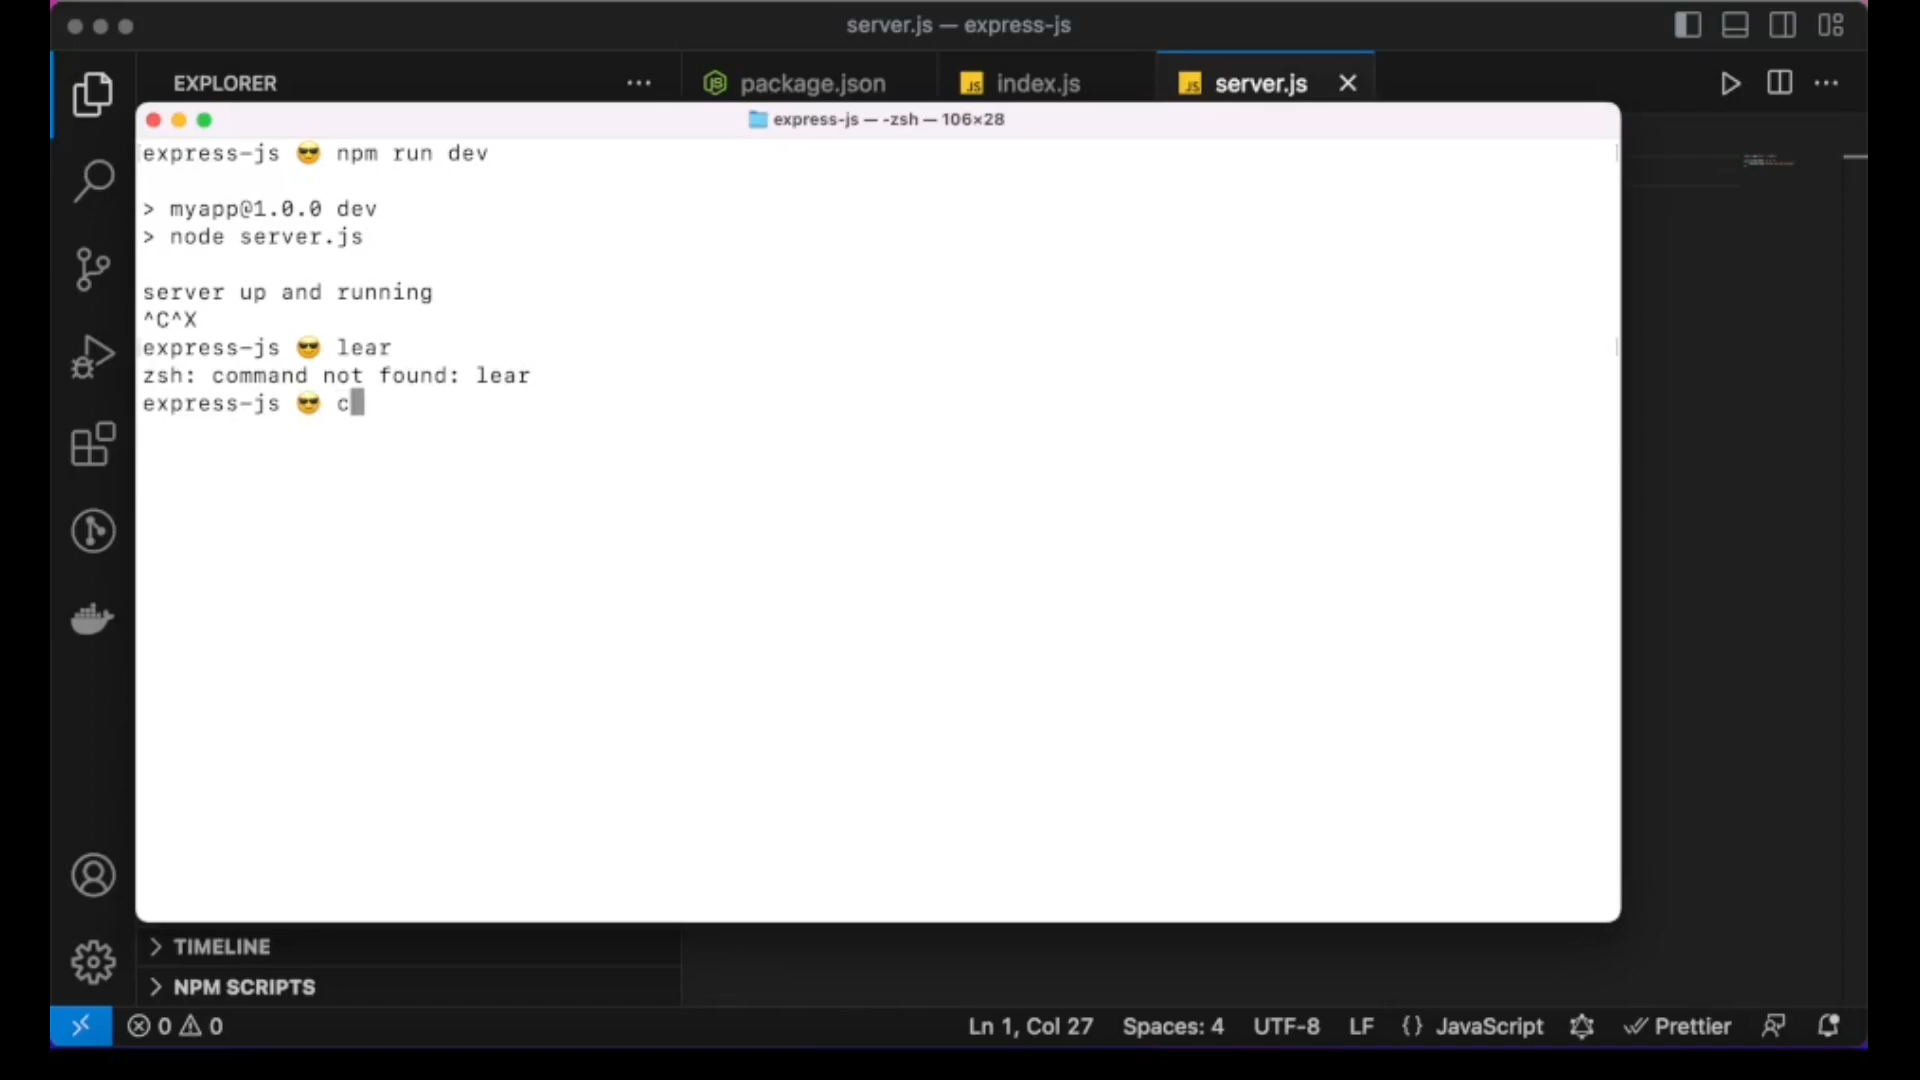 server.js — express-js
EXPLORER
package.json
index.js
server.js
express-js — -zsh — 106×28
express-js 😎 npm run dev
> myapp@1.0.0 dev
> node server.js
server up and running
^C^X
express-js 😎 lear
zsh: command not found: lear
express-js 😎 c
TIMELINE
NPM SCRIPTS
0 0 Ln 1, Col 27 Spaces: 4 UTF-8 LF {} JavaScript Prettier